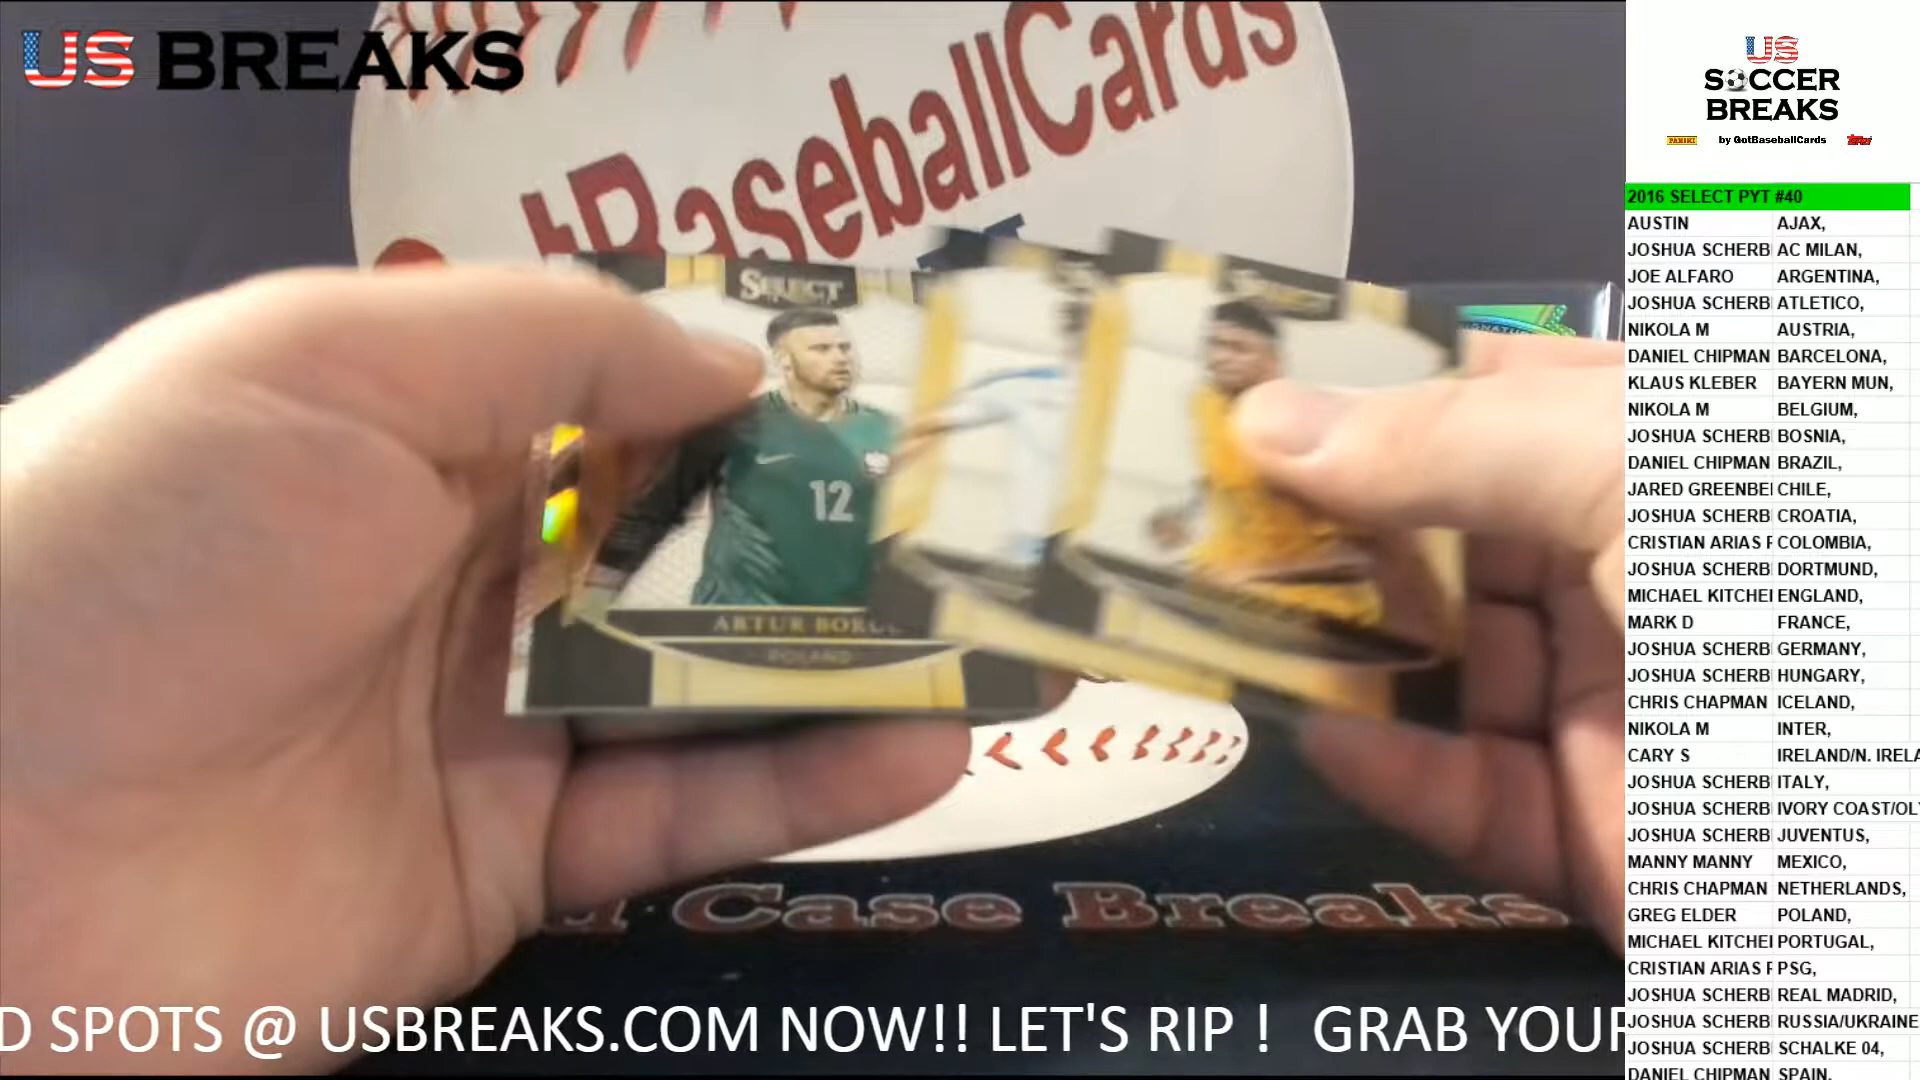 US BREAKS
tBaseballCards
SELECT
12
ARTUR BORUC
POLAND
Case Breaks
D SPOTS @ USBREAKS.COM NOW!! LET'S RIP ! GRAB YOUR
US
SOCCER
BREAKS
PANINI by GotBaseballCards Topps
2016 SELECT PYT #40
AUSTIN AJAX,
JOSHUA SCHERB AC MILAN,
JOE ALFARO ARGENTINA,
JOSHUA SCHERB ATLETICO,
NIKOLA M AUSTRIA,
DANIEL CHIPMAN BARCELONA,
KLAUS KLEBER BAYERN MUN,
NIKOLA M BELGIUM,
JOSHUA SCHERB BOSNIA,
DANIEL CHIPMAN BRAZIL,
JARED GREENBE CHILE,
JOSHUA SCHERB CROATIA,
CRISTIAN ARIAS COLOMBIA,
JOSHUA SCHERB DORTMUND,
MICHAEL KITCHE ENGLAND,
MARK D FRANCE,
JOSHUA SCHERB GERMANY,
JOSHUA SCHERB HUNGARY,
CHRIS CHAPMAN ICELAND,
NIKOLA M INTER,
CARY S IRELAND/N. IRELA
JOSHUA SCHERB ITALY,
JOSHUA SCHERB IVORY COAST/OLY
JOSHUA SCHERB JUVENTUS,
MANNY MANNY MEXICO,
CHRIS CHAPMAN NETHERLANDS,
GREG ELDER POLAND,
MICHAEL KITCHE PORTUGAL,
CRISTIAN ARIAS PSG,
JOSHUA SCHERB REAL MADRID,
JOSHUA SCHERB RUSSIA/UKRAINE
JOSHUA SCHERB SCHALKE 04,
DANIEL CHIPMAN SPAIN,